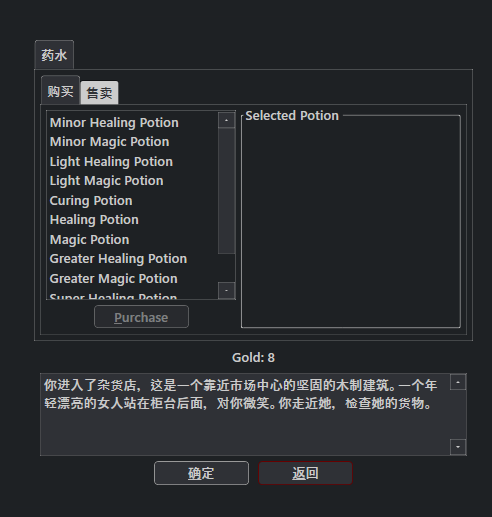 药水
购买 售卖
Selected Potion
Minor Healing Potion
Minor Magic Potion
Light Healing Potion
Light Magic Potion
Curing Potion
Healing Potion
Magic Potion
Greater Healing Potion
Greater Magic Potion
Super Healing Potion
Purchase
Gold: 8
你进入了杂货店，这是一个靠近市场中心的坚固的木制建筑。一个年
轻漂亮的女人站在柜台后面，对你微笑。你走近她，检查她的货物。
确定 返回